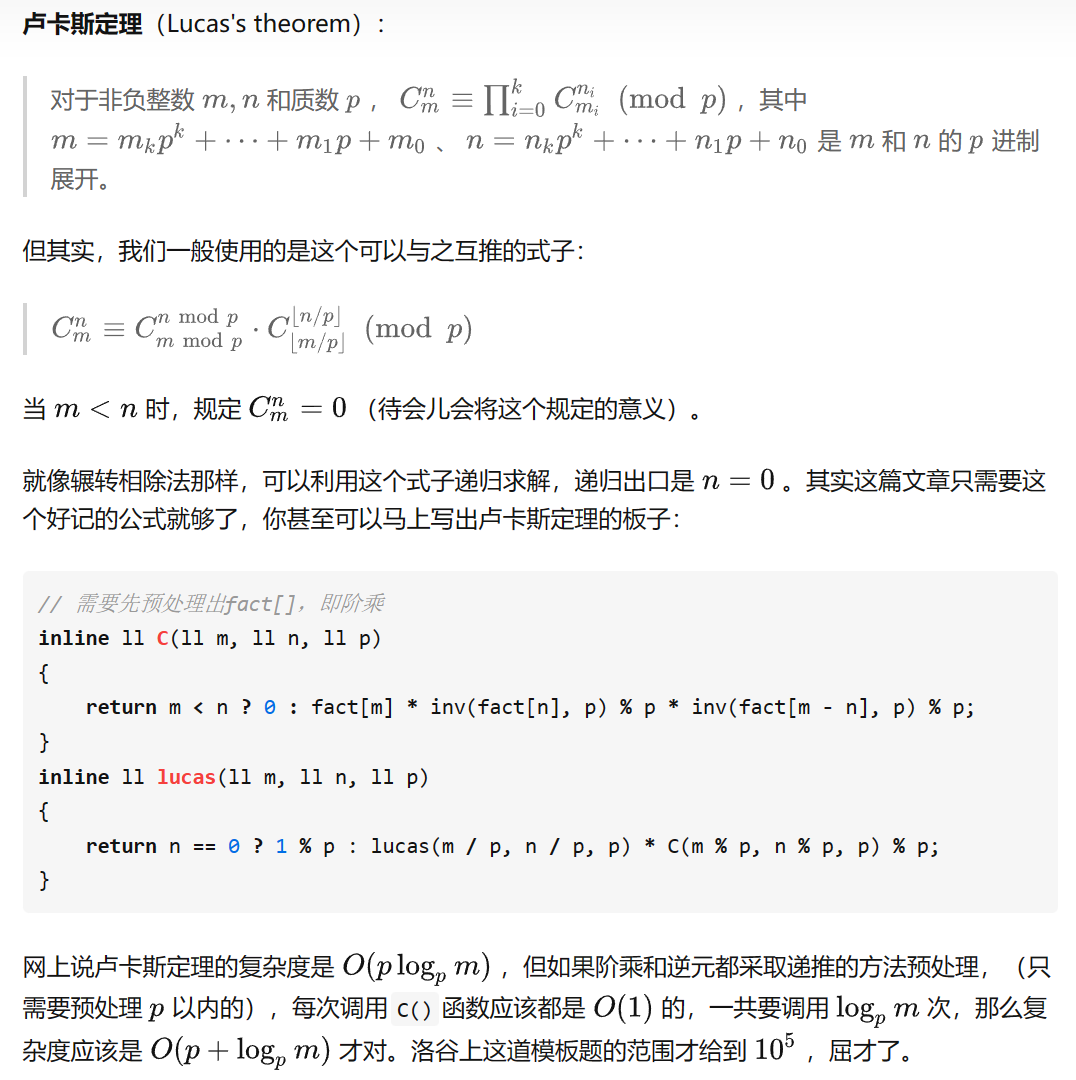 卢卡斯定理（Lucas's theorem）：
对于非负整数 m, n 和质数 p ， C_m^n ≡ ∏_{i=0}^k C_{m_i}^{n_i} (mod p) ，其中
m = m_k p^k + ⋯ + m_1 p + m_0 、 n = n_k p^k + ⋯ + n_1 p + n_0 是 m 和 n 的 p 进制
展开。
但其实，我们一般使用的是这个可以与之互推的式子：
C_m^n ≡ C_{m mod p}^{n mod p} · C_{⌊m/p⌋}^{⌊n/p⌋} (mod p)
当 m < n 时，规定 C_m^n = 0 （待会儿会将这个规定的意义）。
就像辗转相除法那样，可以利用这个式子递归求解，递归出口是 n = 0 。其实这篇文章只需要这
个好记的公式就够了，你甚至可以马上写出卢卡斯定理的板子：
// 需要先预处理出fact[]，即阶乘
inline ll C(ll m, ll n, ll p)
{
    return m < n ? 0 : fact[m] * inv(fact[n], p) % p * inv(fact[m - n], p) % p;
}
inline ll lucas(ll m, ll n, ll p)
{
    return n == 0 ? 1 % p : lucas(m / p, n / p, p) * C(m % p, n % p, p) % p;
}
网上说卢卡斯定理的复杂度是 O(p log_p m) ，但如果阶乘和逆元都采取递推的方法预处理，（只
需要预处理 p 以内的），每次调用 C() 函数应该都是 O(1) 的，一共要调用 log_p m 次，那么复
杂度应该是 O(p + log_p m) 才对。洛谷上这道模板题的范围才给到 10^5 ，屈才了。